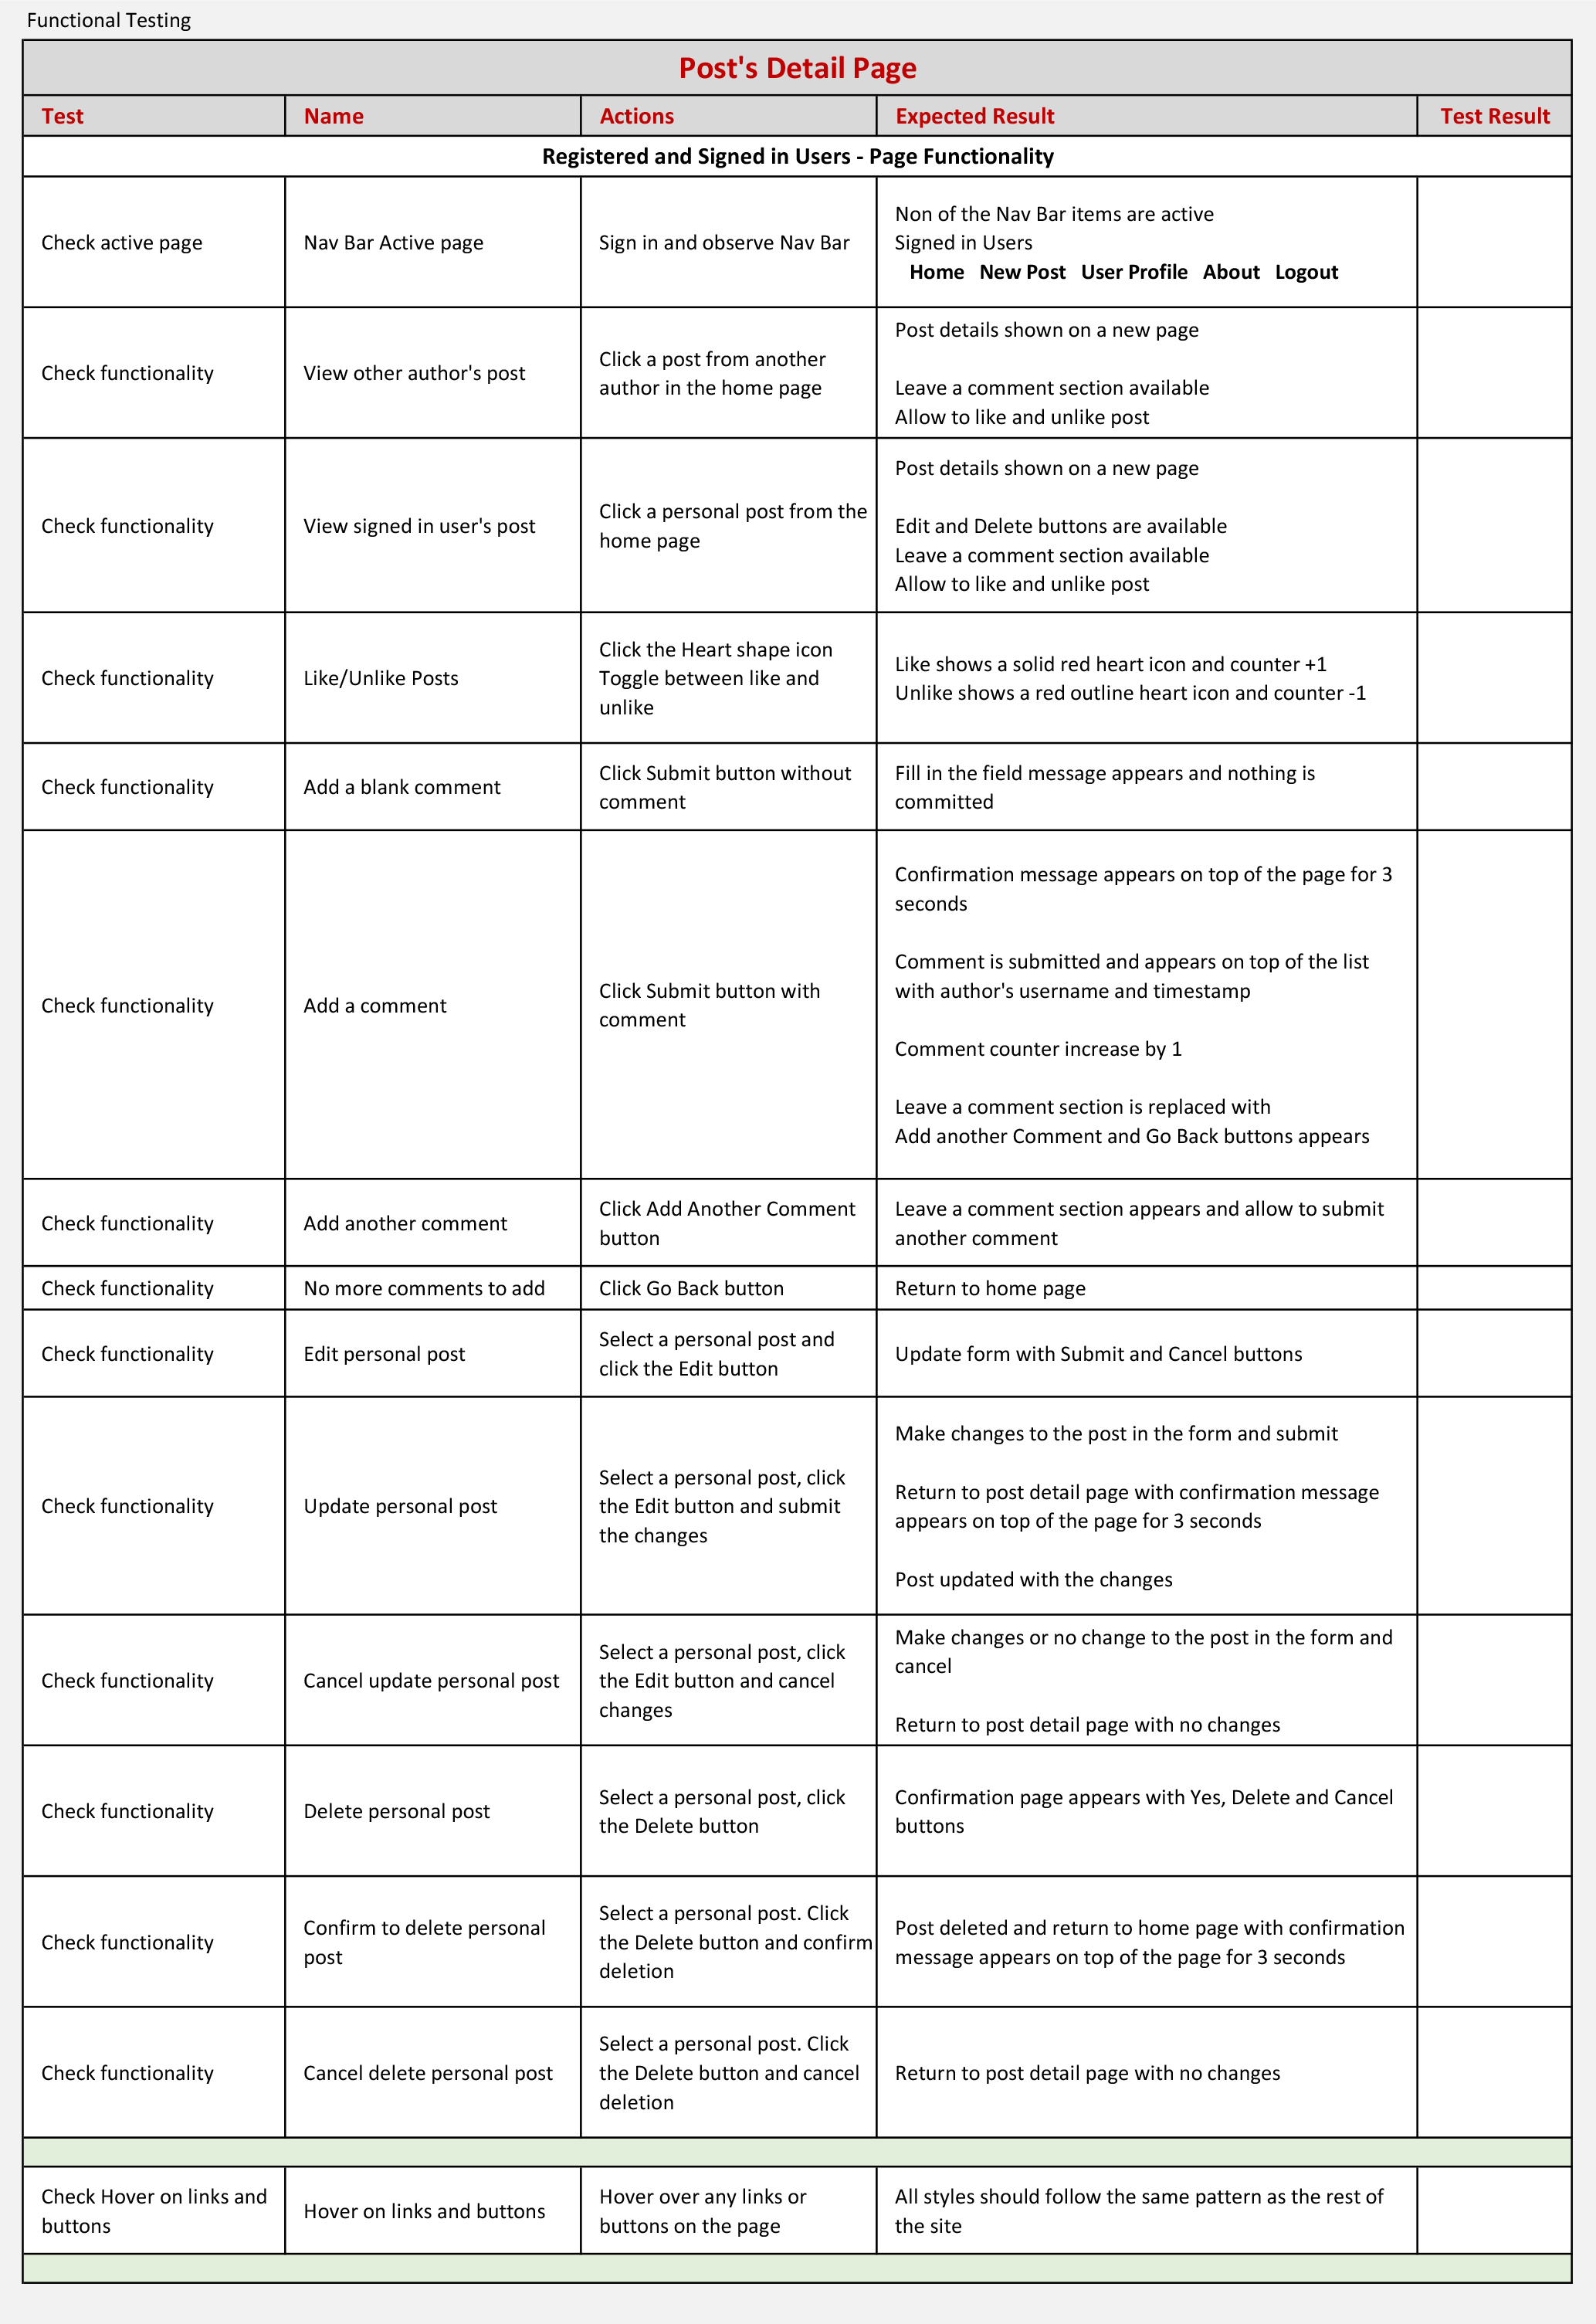 Functional Testing
Post's Detail Page
Test Name Actions Expected Result Test Result
Registered and Signed in Users - Page Functionality
Check active page
Nav Bar Active page
Sign in and observe Nav Bar
Non of the Nav Bar items are active
Signed in Users
Home New Post User Profile About Logout
Check functionality
View other author's post
Click a post from another
author in the home page
Post details shown on a new page
Leave a comment section available
Allow to like and unlike post
Check functionality
View signed in user's post
Click a personal post from the
home page
Post details shown on a new page
Edit and Delete buttons are available
Leave a comment section available
Allow to like and unlike post
Check functionality
Like/Unlike Posts
Click the Heart shape icon
Toggle between like and
unlike
Like shows a solid red heart icon and counter +1
Unlike shows a red outline heart icon and counter -1
Check functionality
Add a blank comment
Click Submit button without
comment
Fill in the field message appears and nothing is
committed
Check functionality
Add a comment
Click Submit button with
comment
Confirmation message appears on top of the page for 3
seconds
Comment is submitted and appears on top of the list
with author's username and timestamp
Comment counter increase by 1
Leave a comment section is replaced with
Add another Comment and Go Back buttons appears
Check functionality
Add another comment
Click Add Another Comment
button
Leave a comment section appears and allow to submit
another comment
Check functionality
No more comments to add
Click Go Back button
Return to home page
Check functionality
Edit personal post
Select a personal post and
click the Edit button
Update form with Submit and Cancel buttons
Check functionality
Update personal post
Select a personal post, click
the Edit button and submit
the changes
Make changes to the post in the form and submit
Return to post detail page with confirmation message
appears on top of the page for 3 seconds
Post updated with the changes
Check functionality
Cancel update personal post
Select a personal post, click
the Edit button and cancel
changes
Make changes or no change to the post in the form and
cancel
Return to post detail page with no changes
Check functionality
Delete personal post
Select a personal post, click
the Delete button
Confirmation page appears with Yes, Delete and Cancel
buttons
Check functionality
Confirm to delete personal
post
Select a personal post. Click
the Delete button and confirm
deletion
Post deleted and return to home page with confirmation
message appears on top of the page for 3 seconds
Check functionality
Cancel delete personal post
Select a personal post. Click
the Delete button and cancel
deletion
Return to post detail page with no changes
Check Hover on links and
buttons
Hover on links and buttons
Hover over any links or
buttons on the page
All styles should follow the same pattern as the rest of
the site